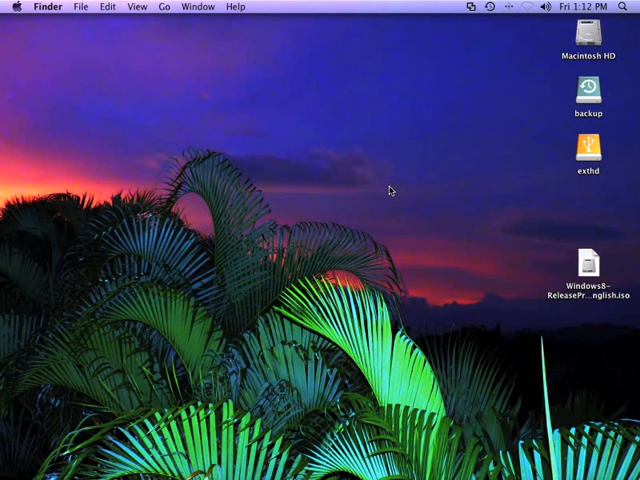 Finder File Edit View Go Window Help Fri 1:12 PM
Macintosh HD
backup
exthd
Windows8-
ReleasePr...nglish.iso